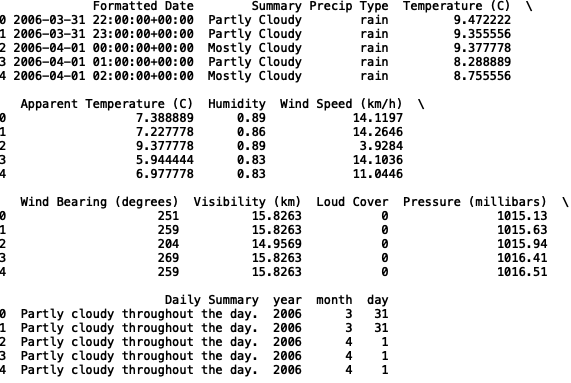 Formatted Date Summary Precip Type Temperature (C) \
0 2006-03-31 22:00:00+00:00 Partly Cloudy rain 9.472222
1 2006-03-31 23:00:00+00:00 Partly Cloudy rain 9.355556
2 2006-04-01 00:00:00+00:00 Mostly Cloudy rain 9.377778
3 2006-04-01 01:00:00+00:00 Partly Cloudy rain 8.288889
4 2006-04-01 02:00:00+00:00 Mostly Cloudy rain 8.755556
Apparent Temperature (C) Humidity Wind Speed (km/h) \
0 7.388889 0.89 14.1197
1 7.227778 0.86 14.2646
2 9.377778 0.89 3.9284
3 5.944444 0.83 14.1036
4 6.977778 0.83 11.0446
Wind Bearing (degrees) Visibility (km) Loud Cover Pressure (millibars) \
0 251 15.8263 0 1015.13
1 259 15.8263 0 1015.63
2 204 14.9569 0 1015.94
3 269 15.8263 0 1016.41
4 259 15.8263 0 1016.51
Daily Summary year month day
0 Partly cloudy throughout the day. 2006 3 31
1 Partly cloudy throughout the day. 2006 3 31
2 Partly cloudy throughout the day. 2006 4 1
3 Partly cloudy throughout the day. 2006 4 1
4 Partly cloudy throughout the day. 2006 4 1